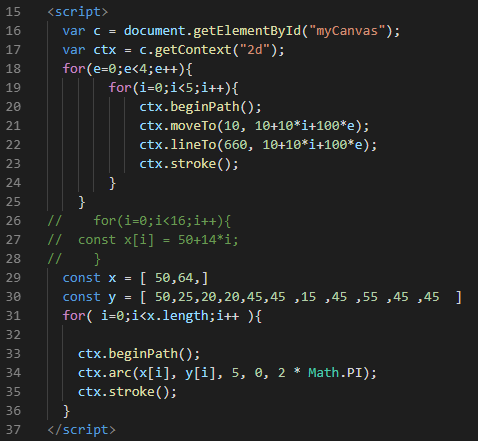 15 <script>
16 var c = document.getElementById("myCanvas");
17 var ctx = c.getContext("2d");
18 for(e=0;e<4;e++){
19 for(i=0;i<5;i++){
20 ctx.beginPath();
21 ctx.moveTo(10, 10+10*i+100*e);
22 ctx.lineTo(660, 10+10*i+100*e);
23 ctx.stroke();
24 }
25 }
26 // for(i=0;i<16;i++){
27 // const x[i] = 50+14*i;
28 // }
29 const x = [ 50,64,]
30 const y = [ 50,25,20,20,45,45 ,15 ,45 ,55 ,45 ,45 ]
31 for( i=0;i<x.length;i++ ){
32
33 ctx.beginPath();
34 ctx.arc(x[i], y[i], 5, 0, 2 * Math.PI);
35 ctx.stroke();
36 }
37 </script>